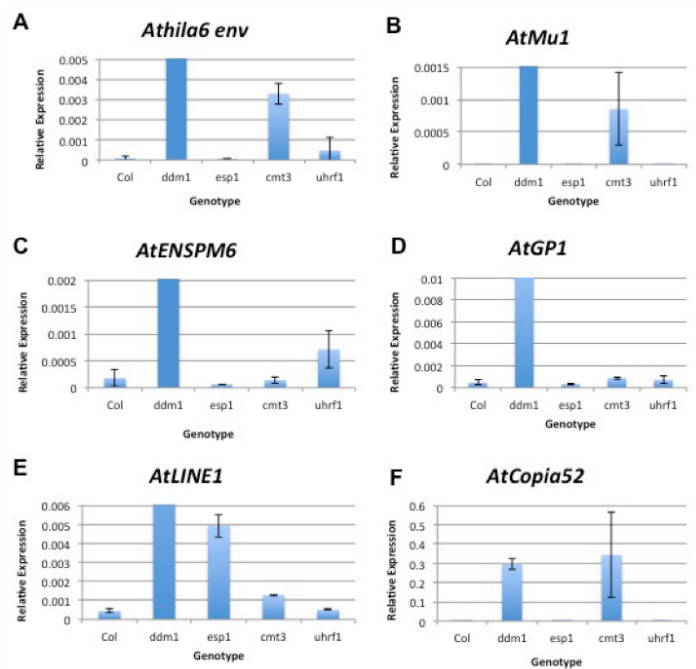 A
Athila6 env
Relative Expression
0.005
0.004
0.003
0.002
0.001
0
Col ddm1 esp1 cmt3 uhrf1
Genotype
B
AtMu1
Relative Expression
0.0015
0.001
0.0005
0
Col ddm1 esp1 cmt3 uhrf1
Genotype
C
AtENSPM6
Relative Expression
0.002
0.0015
0.001
0.0005
0
Col ddm1 esp1 cmt3 uhrf1
Genotype
D
AtGP1
Relative Expression
0.01
0.008
0.006
0.004
0.002
0
Col ddm1 esp1 cmt3 uhrf1
Genotype
E
AtLINE1
Relative Expression
0.006
0.005
0.004
0.003
0.002
0.001
0
Col ddm1 esp1 cmt3 uhrf1
Genotype
F
AtCopia52
Relative Expression
0.6
0.5
0.4
0.3
0.2
0.1
0
Col ddm1 esp1 cmt3 uhrf1
Genotype